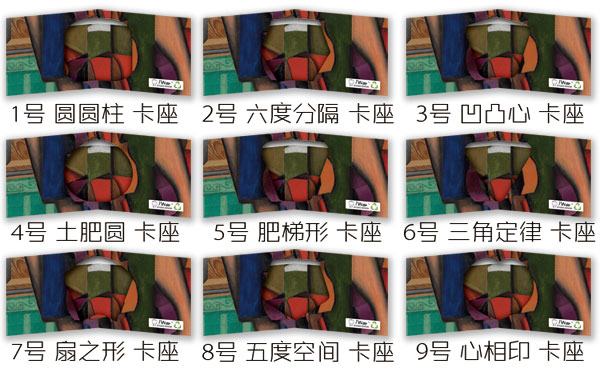 1号 圆圆柱 卡座
2号 六度分隔 卡座
3号 凹凸心 卡座
4号 土肥圆 卡座
5号 肥梯形 卡座
6号 三角定律 卡座
7号 扇之形 卡座
8号 五度空间 卡座
9号 心相印 卡座